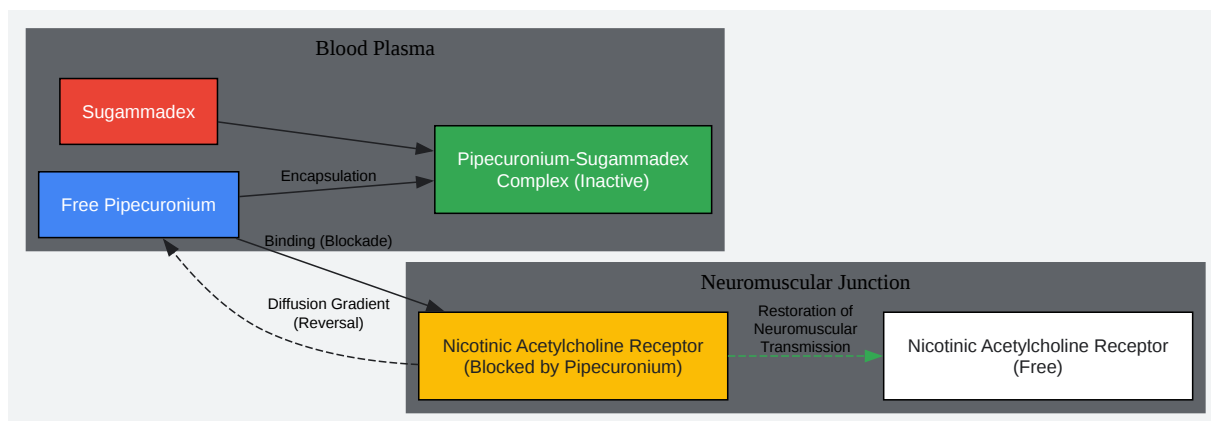 Blood Plasma
Sugammadex
Pipecuronium-Sugammadex
Complex (Inactive)
Encapsulation
Free Pipecuronium
Binding (Blockade)
Neuromuscular Junction
Diffusion Gradient
(Reversal)
Restoration of
Neuromuscular
Transmission
Nicotinic Acetylcholine Receptor
(Blocked by Pipecuronium)
Nicotinic Acetylcholine Receptor
(Free)